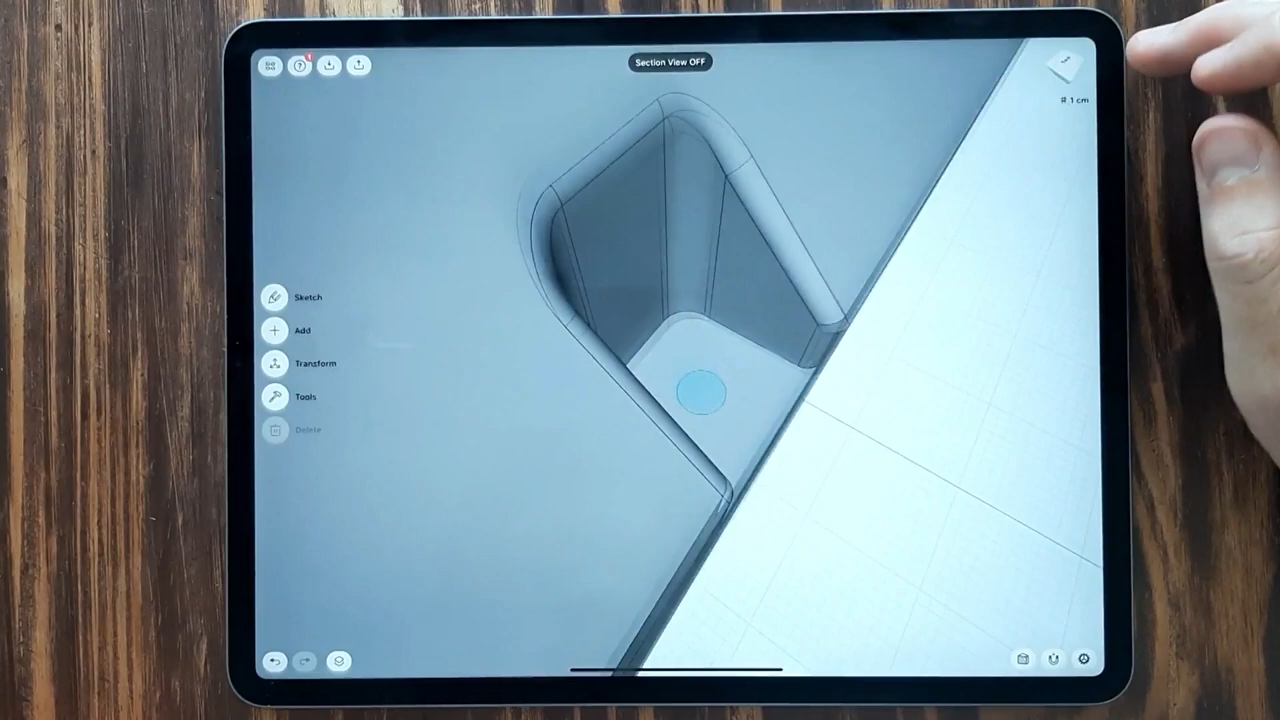 Section View OFF
1 cm
Sketch
Add
Transform
Tools
Delete